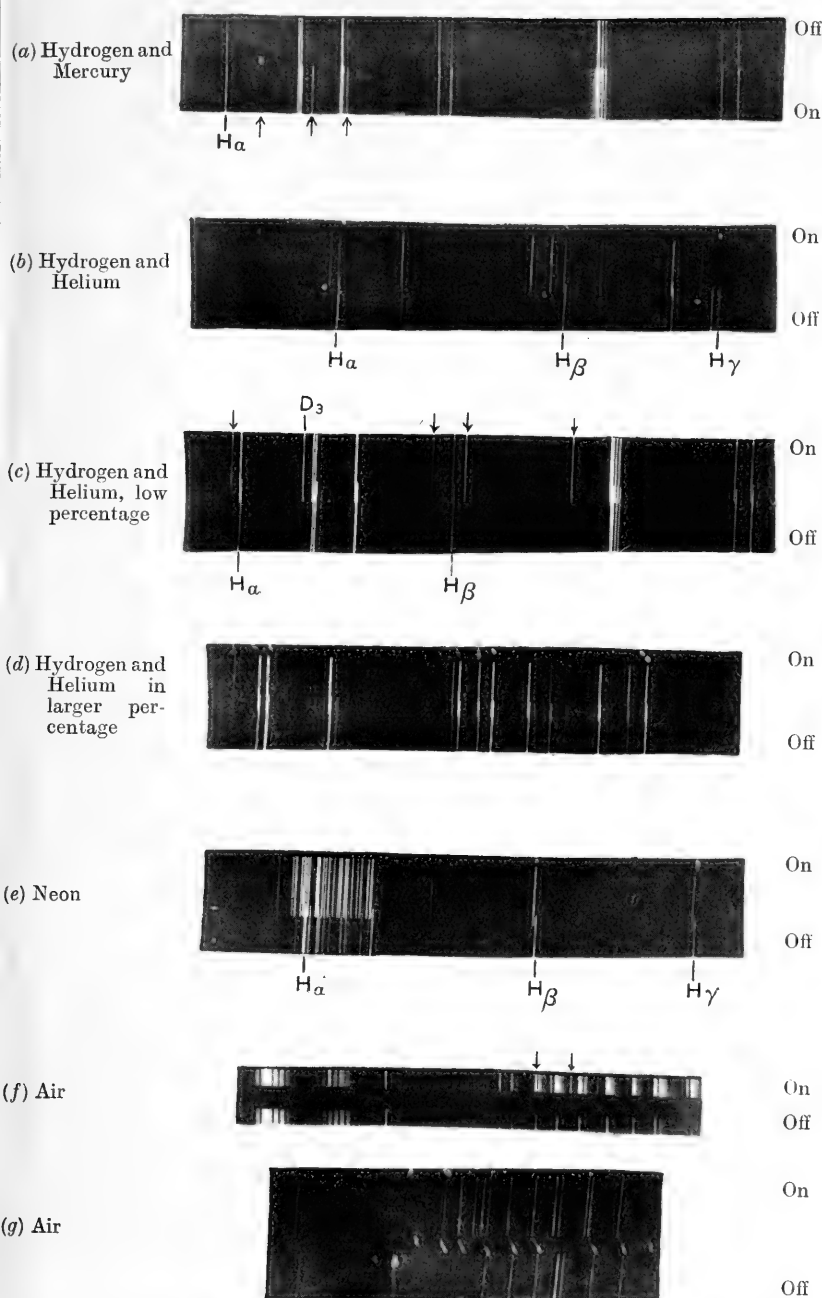 Off
(a) Hydrogen and
Mercury
On
Hα
↑ ↑ ↑
On
(b) Hydrogen and
Helium
Off
Hα Hβ Hγ
↓ D₃ ↓ ↓ ↓
On
(c) Hydrogen and
Helium, low
percentage
Off
Hα Hβ
On
(d) Hydrogen and
Helium in
larger per-
centage
Off
On
(e) Neon
Off
Hα Hβ Hγ
↓ ↓
(f) Air
On
Off
On
(g) Air
Off